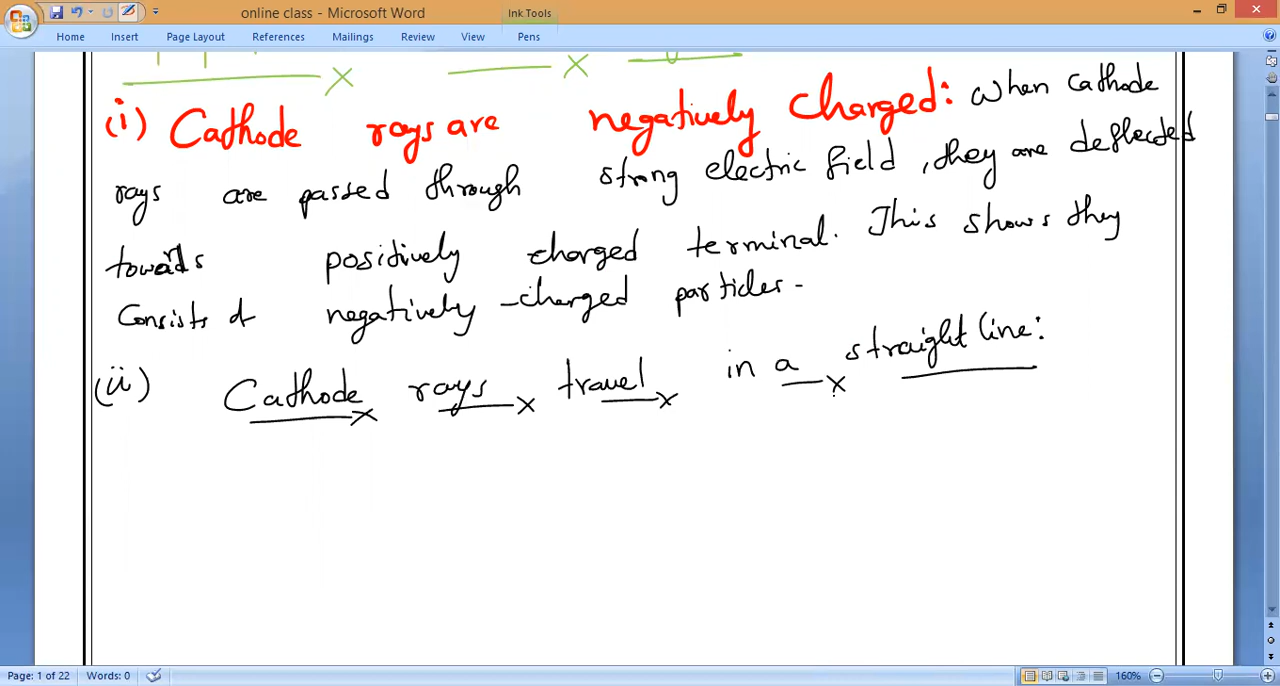 online class - Microsoft Word
Ink Tools
Home Insert Page Layout References Mailings Review View Pens
(i) Cathode rays are negatively charged: When cathode
rays are passed through strong electric field, they are deflected
towards positively charged terminal. This shows they
Consists of negatively-charged particles-
(ii) Cathode rays travel in a straight line:
Page: 1 of 22 Words: 0 160%